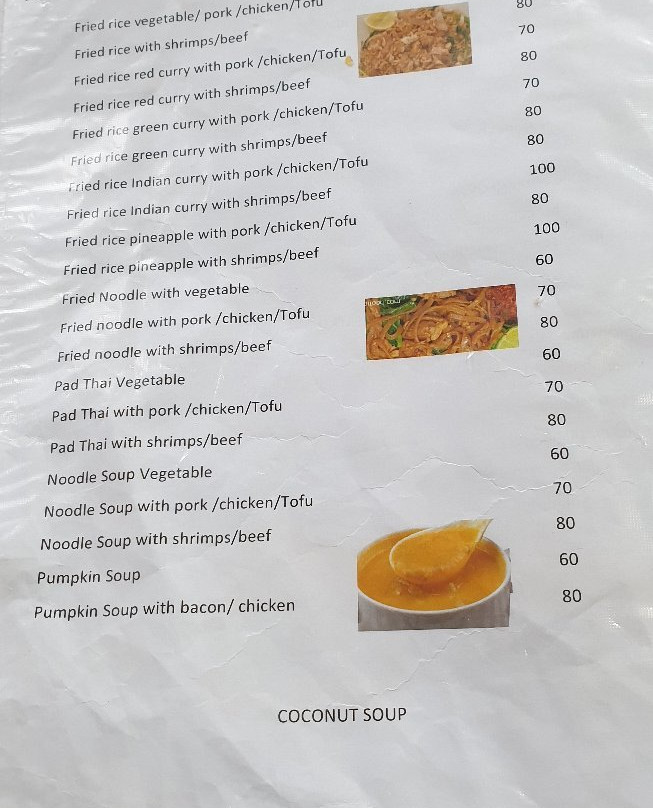 Fried rice vegetable/ pork /chicken/Tofu
Fried rice with shrimps/beef 80
Fried rice red curry with pork /chicken/Tofu 70
Fried rice red curry with shrimps/beef 80
Fried rice green curry with pork /chicken/Tofu 70
Fried rice green curry with shrimps/beef 80
Fried rice Indian curry with pork /chicken/Tofu 80
Fried rice Indian curry with shrimps/beef 100
Fried rice pineapple with pork /chicken/Tofu 80
Fried rice pineapple with shrimps/beef 100
Fried Noodle with vegetable 60
Fried noodle with pork /chicken/Tofu 70
Fried noodle with shrimps/beef 80
Pad Thai Vegetable 60
Pad Thai with pork /chicken/Tofu 70
Pad Thai with shrimps/beef 80
Noodle Soup Vegetable 60
Noodle Soup with pork /chicken/Tofu 70
Noodle Soup with shrimps/beef 80
Pumpkin Soup 60
Pumpkin Soup with bacon/ chicken 80
COCONUT SOUP